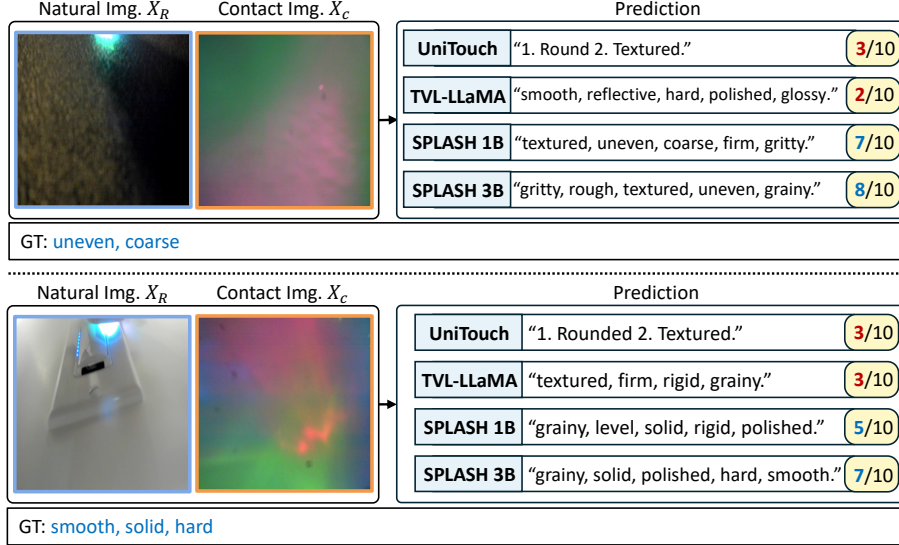 Natural Img. X_R Contact Img. X_c Prediction
UniTouch "1. Round 2. Textured." 3/10
TVL-LLaMA "smooth, reflective, hard, polished, glossy." 2/10
SPLASH 1B "textured, uneven, coarse, firm, gritty." 7/10
SPLASH 3B "gritty, rough, textured, uneven, grainy." 8/10
GT: uneven, coarse
Natural Img. X_R Contact Img. X_c Prediction
UniTouch "1. Rounded 2. Textured." 3/10
TVL-LLaMA "textured, firm, rigid, grainy." 3/10
SPLASH 1B "grainy, level, solid, rigid, polished." 5/10
SPLASH 3B "grainy, solid, polished, hard, smooth." 7/10
GT: smooth, solid, hard